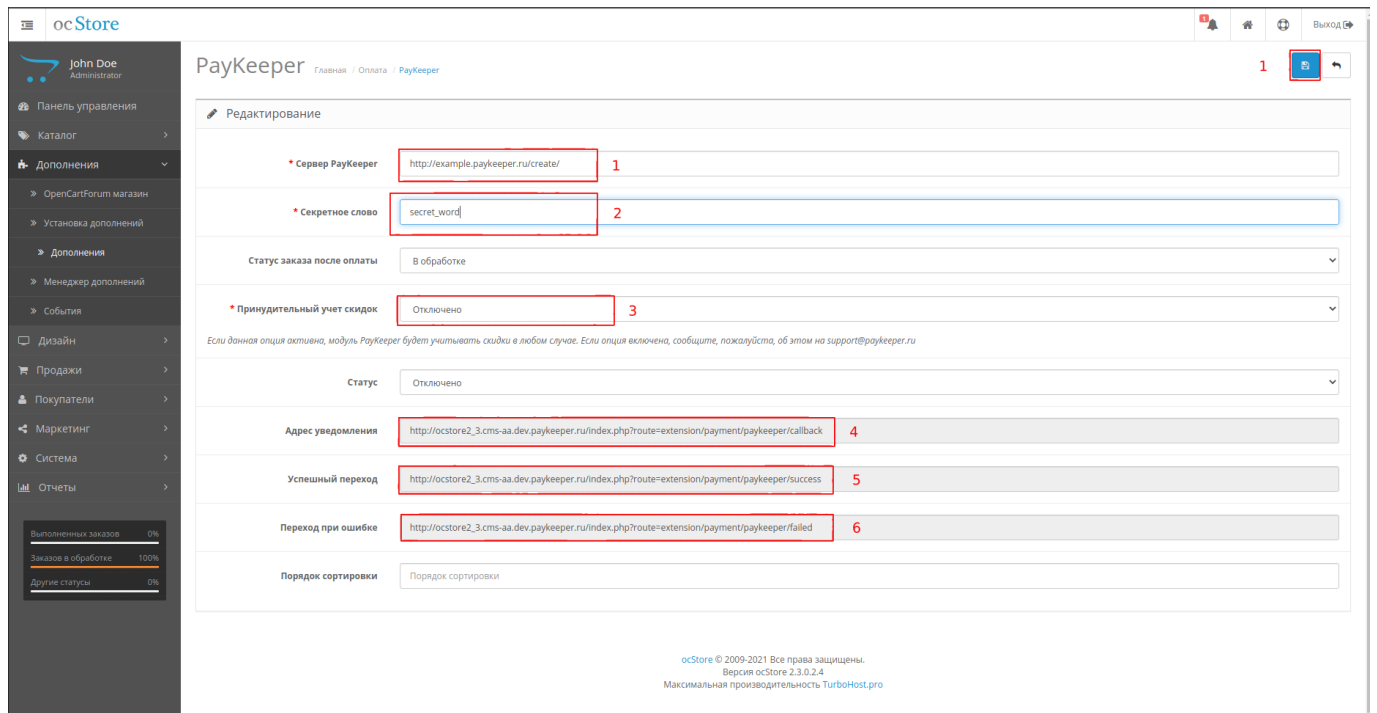 ocStore
1
Выход
John Doe
Administrator
PayKeeper Главная / Оплата / PayKeeper
1
Панель управления
Каталог
Дополнения
OpenCartForum магазин
Установка дополнений
Дополнения
Менеджер дополнений
События
Дизайн
Продажи
Покупатели
Маркетинг
Система
Отчеты
Выполненных заказов 0%
Заказов в обработке 100%
Другие статусы 0%
Редактирование
* Сервер PayKeeper http://example.paykeeper.ru/create/ 1
* Секретное слово secret_word 2
Статус заказа после оплаты В обработке
* Принудительный учет скидок Отключено 3
Если данная опция активна, модуль PayKeeper будет учитывать скидки в любом случае. Если опция включена, сообщите, пожалуйста, об этом на support@paykeeper.ru
Статус Отключено
Адрес уведомления http://ocstore2_3.cms-aa.dev.paykeeper.ru/index.php?route=extension/payment/paykeeper/callback 4
Успешный переход http://ocstore2_3.cms-aa.dev.paykeeper.ru/index.php?route=extension/payment/paykeeper/success 5
Переход при ошибке http://ocstore2_3.cms-aa.dev.paykeeper.ru/index.php?route=extension/payment/paykeeper/failed 6
Порядок сортировки Порядок сортировки
ocStore © 2009-2021 Все права защищены.
Версия ocStore 2.3.0.2.4
Максимальная производительность TurboHost.pro